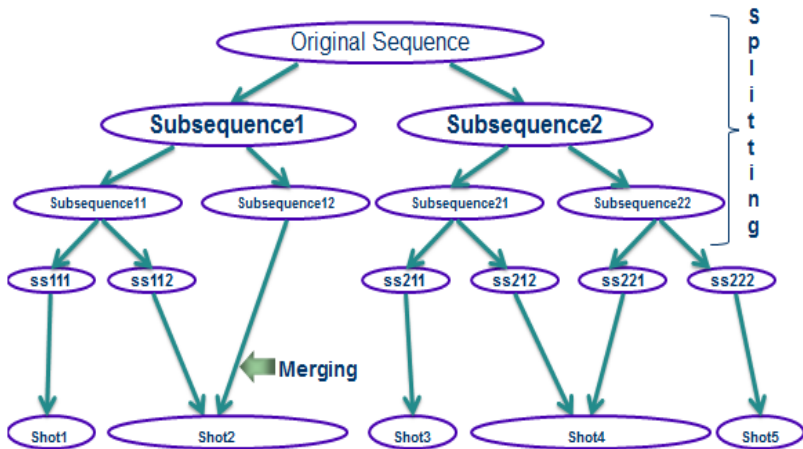 Original Sequence
Splitting
Subsequence1
Subsequence2
Subsequence11
Subsequence12
Subsequence21
Subsequence22
ss111
ss112
ss211
ss212
ss221
ss222
Merging
Shot1
Shot2
Shot3
Shot4
Shot5